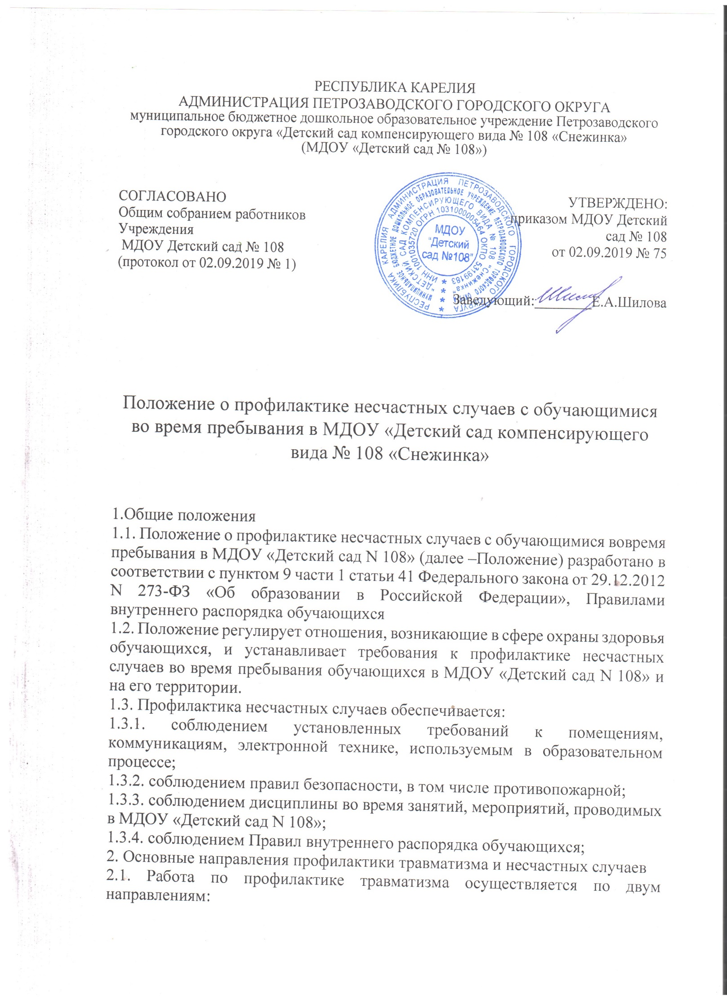 РЕСПУБЛИКА КАРЕЛИЯ
АДМИНИСТРАЦИЯ ПЕТРОЗАВОДСКОГО ГОРОДСКОГО ОКРУГА
муниципальное бюджетное дошкольное образовательное учреждение Петрозаводского
городского округа «Детский сад компенсирующего вида № 108 «Снежинка»
(МДОУ «Детский сад № 108»)
СОГЛАСОВАНО
Общим собранием работников
Учреждения
МДОУ Детский сад № 108
(протокол от 02.09.2019 № 1)
РЕСПУБЛИКА КАРЕЛИЯ АДМИНИСТРАЦИЯ ПЕТРОЗАВОДСКОГО ГОРОДСКОГО ОКРУГА
МУНИЦИПАЛЬНОЕ БЮДЖЕТНОЕ ДОШКОЛЬНОЕ ОБРАЗОВАТЕЛЬНОЕ УЧРЕЖДЕНИЕ ПЕТРОЗАВОДСКОГО ГОРОДСКОГО ОКРУГА
"ДЕТСКИЙ САД КОМПЕНСИРУЮЩЕГО ВИДА № 108 "Снежинка"
ИНН 1001035720 ОГРН 1031000005464 ОКПО 53199183
МДОУ
"Детский
сад №108"
УТВЕРЖДЕНО:
приказом МДОУ Детский
сад № 108
от 02.09.2019 № 75
Заведующий:________Е.А.Шилова
Положение о профилактике несчастных случаев с обучающимися
во время пребывания в МДОУ «Детский сад компенсирующего
вида № 108 «Снежинка»
1.Общие положения
1.1. Положение о профилактике несчастных случаев с обучающимися вовремя
пребывания в МДОУ «Детский сад N 108» (далее –Положение) разработано в
соответствии с пунктом 9 части 1 статьи 41 Федерального закона от 29.12.2012
N 273-ФЗ «Об образовании в Российской Федерации», Правилами
внутреннего распорядка обучающихся
1.2. Положение регулирует отношения, возникающие в сфере охраны здоровья
обучающихся, и устанавливает требования к профилактике несчастных
случаев во время пребывания обучающихся в МДОУ «Детский сад N 108» и
на его территории.
1.3. Профилактика несчастных случаев обеспечивается:
1.3.1. соблюдением установленных требований к помещениям,
коммуникациям, электронной технике, используемым в образовательном
процессе;
1.3.2. соблюдением правил безопасности, в том числе противопожарной;
1.3.3. соблюдением дисциплины во время занятий, мероприятий, проводимых
в МДОУ «Детский сад N 108»;
1.3.4. соблюдением Правил внутреннего распорядка обучающихся;
2. Основные направления профилактики травматизма и несчастных случаев
2.1. Работа по профилактике травматизма осуществляется по двум
направлениям: